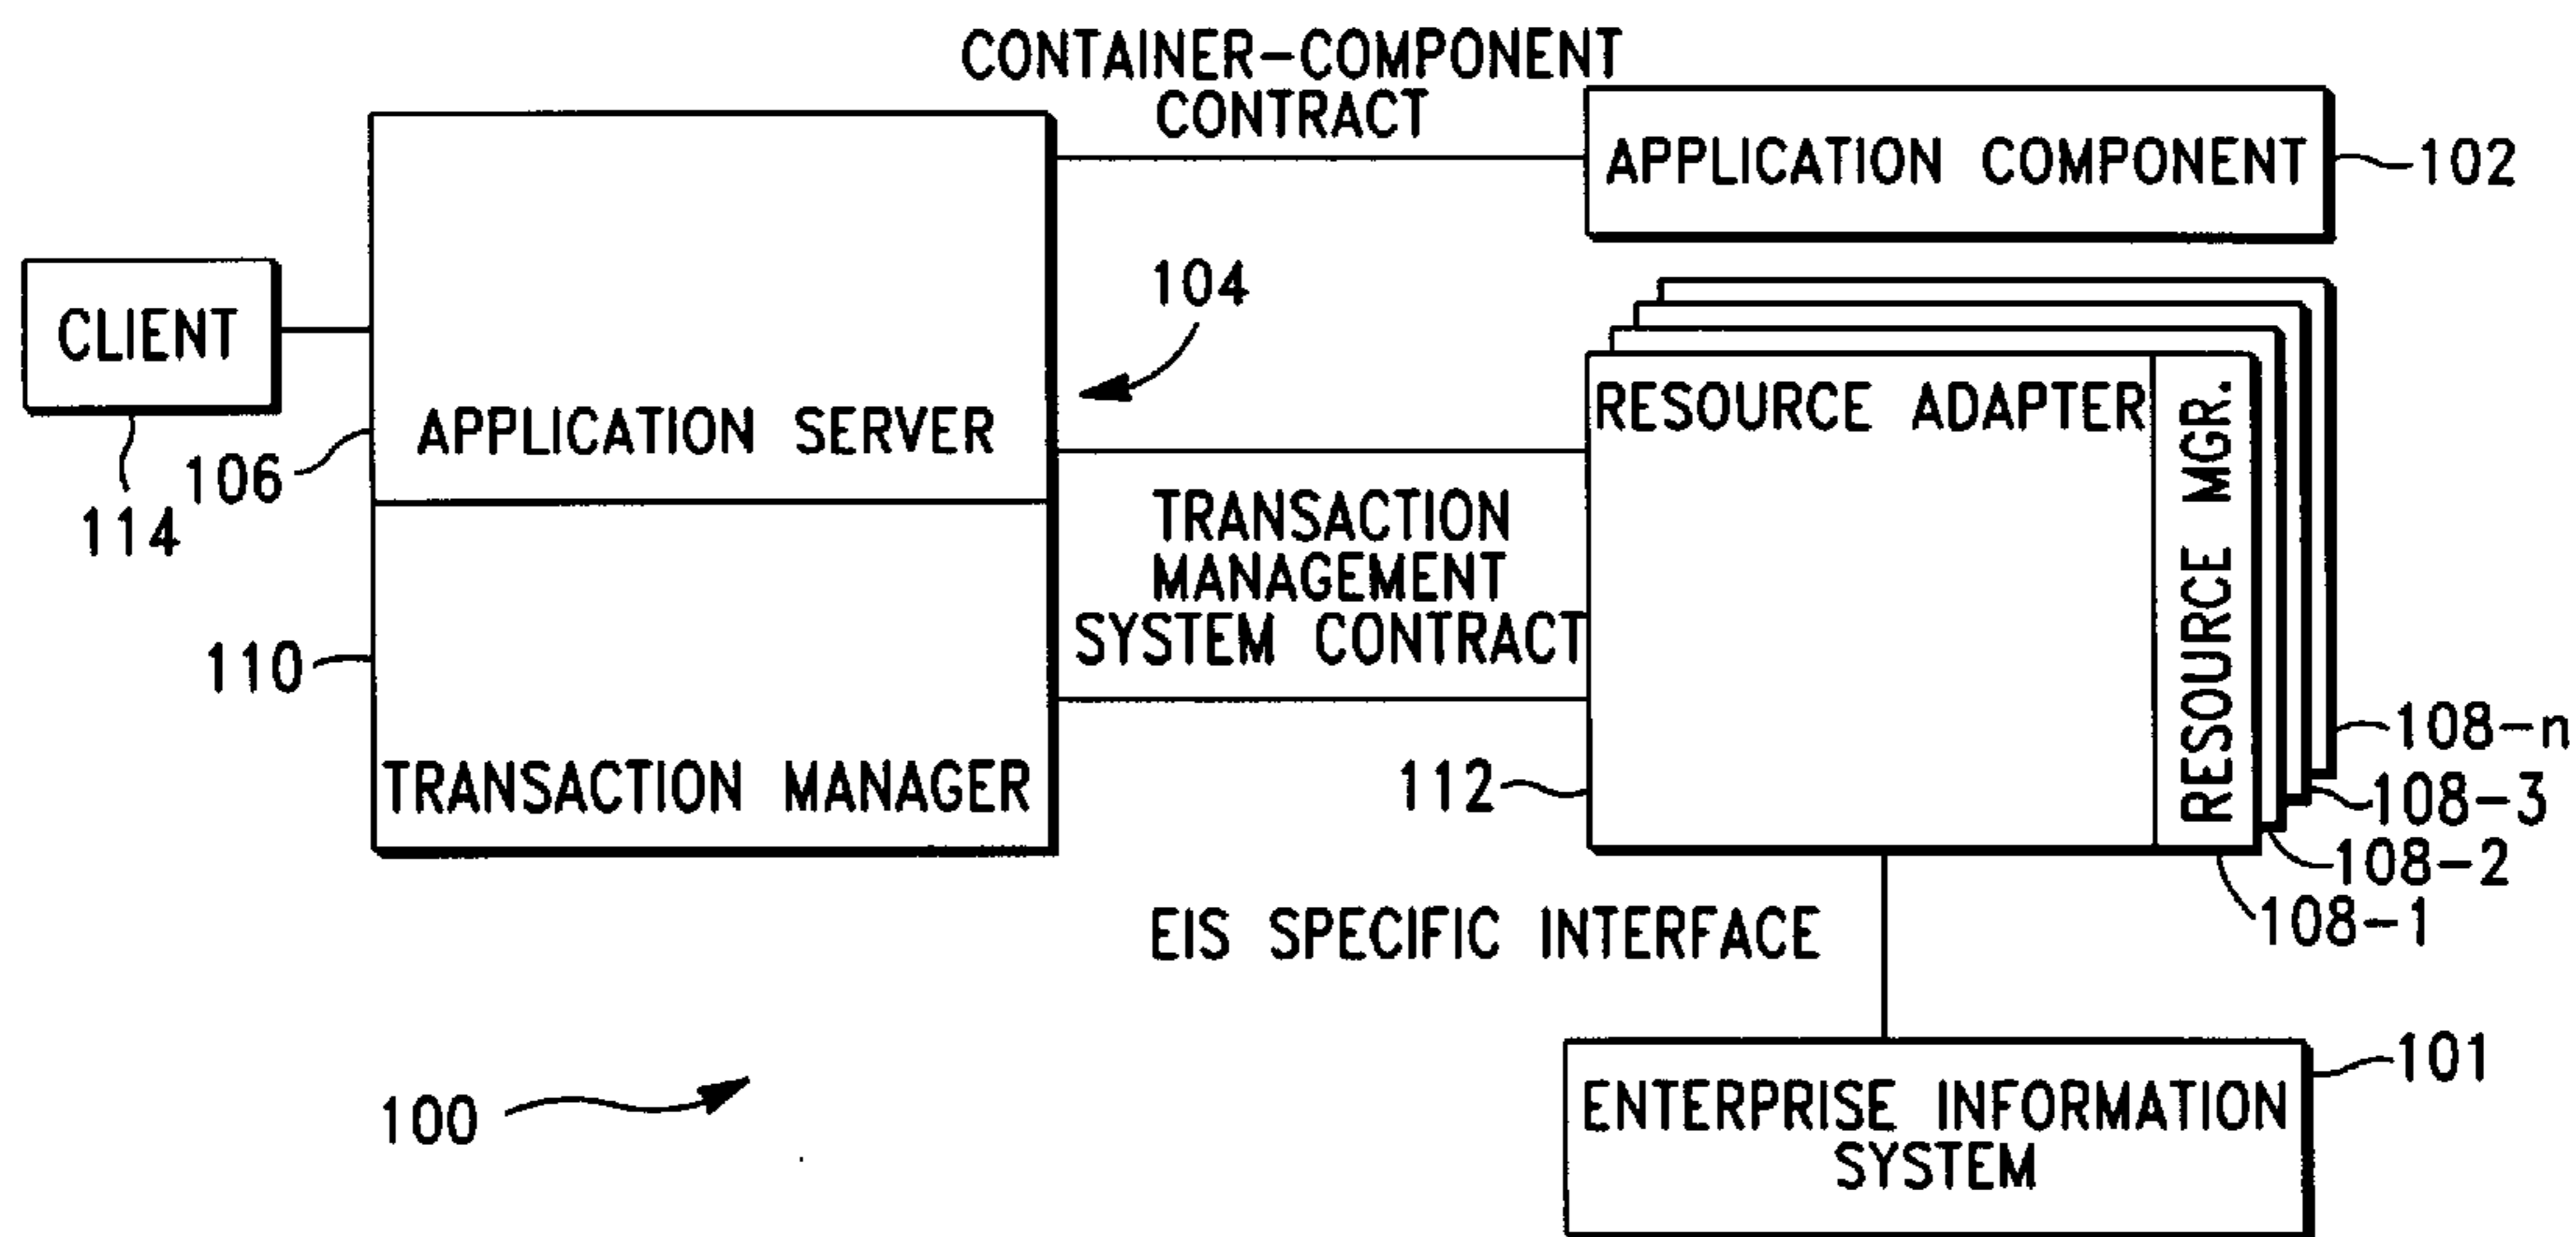 CONTAINER-COMPONENT
CONTRACT
APPLICATION COMPONENT
102
104
CLIENT
114
APPLICATION SERVER
106
RESOURCE ADAPTER
RESOURCE MGR.
TRANSACTION
MANAGEMENT
SYSTEM CONTRACT
110
TRANSACTION MANAGER
112
108-n
108-3
108-2
108-1
EIS SPECIFIC INTERFACE
100
ENTERPRISE INFORMATION
SYSTEM
101